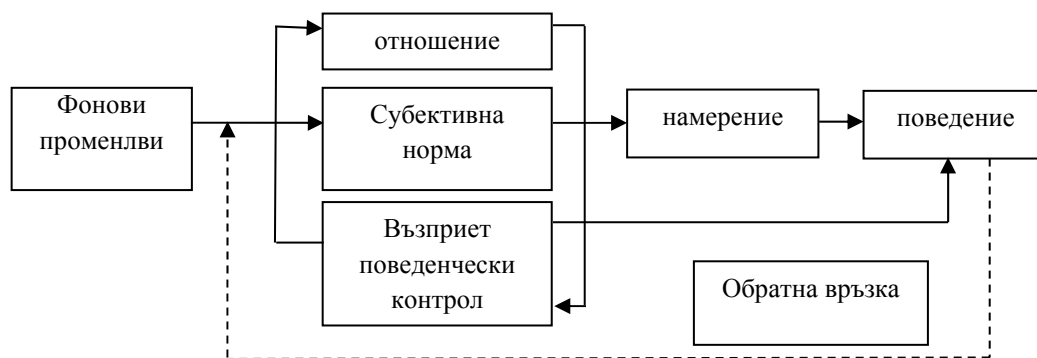 отношение
Фонови
променлви
Субективна
норма
намерение
поведение
Възприет
поведенчески
контрол
Обратна връзка